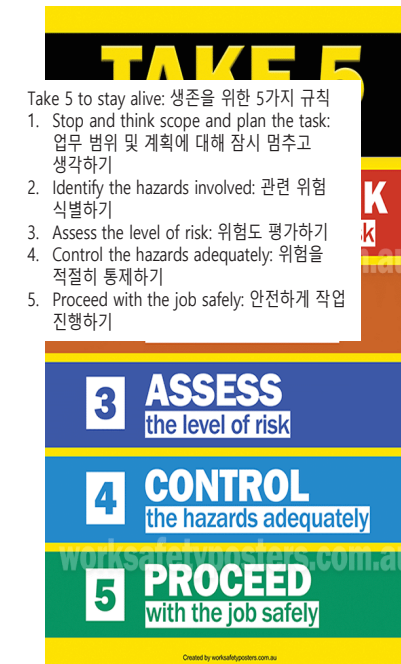 TAKE 5
Take 5 to stay alive: 생존을 위한 5가지 규칙
1. Stop and think scope and plan the task:
업무 범위 및 계획에 대해 잠시 멈추고
생각하기
2. Identify the hazards involved: 관련 위험
식별하기
3. Assess the level of risk: 위험도 평가하기
4. Control the hazards adequately: 위험을
적절히 통제하기
5. Proceed with the job safely: 안전하게 작업
진행하기
3 ASSESS
the level of risk
4 CONTROL
the hazards adequately
worksafetyposters.com.au
5 PROCEED
with the job safely
Created by worksafetyposters.com.au